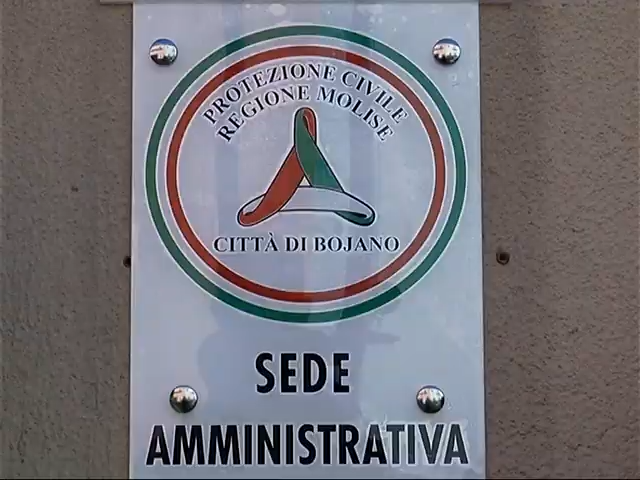 PROTEZIONE CIVILE
REGIONE MOLISE
CITTÀ DI BOJANO
SEDE
AMMINISTRATIVA